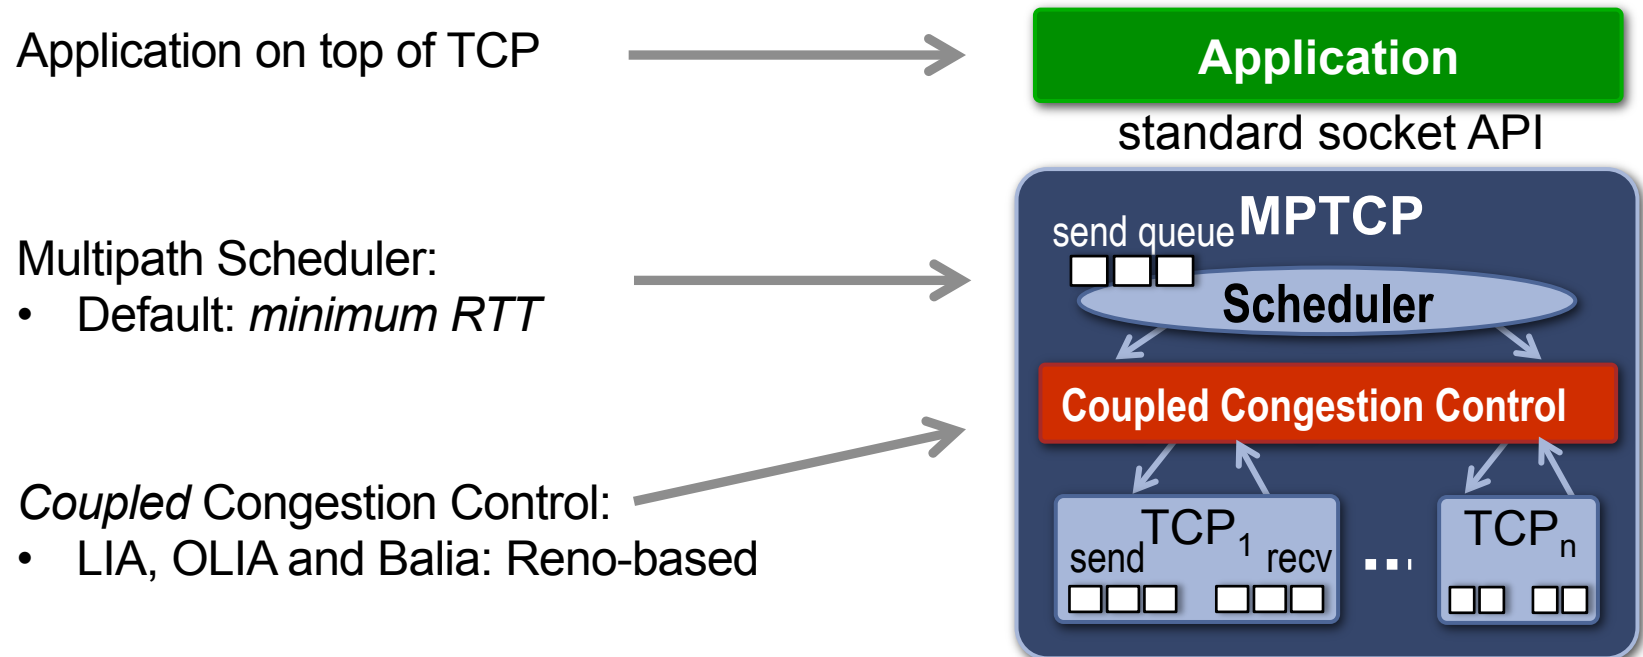 Application on top of TCP
Application
standard socket API
Multipath Scheduler:
• Default: minimum RTT
Coupled Congestion Control:
• LIA, OLIA and Balia: Reno-based
MPTCP
send queue
Scheduler
Coupled Congestion Control
TCP1
send recv
...
TCPn